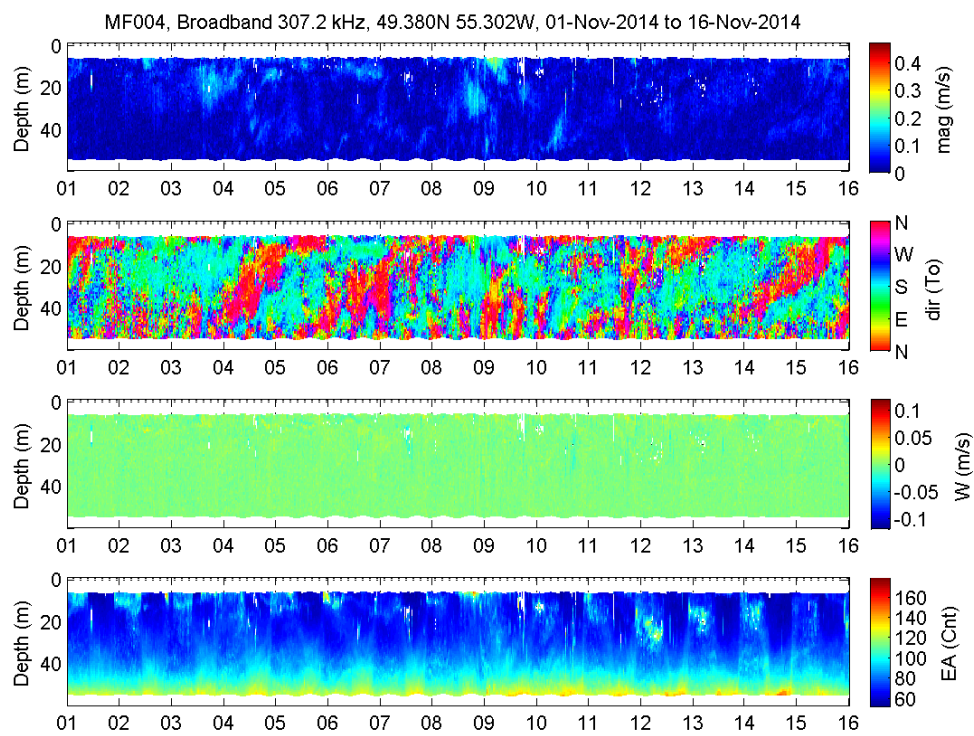 MF004, Broadband 307.2 kHz, 49.380N 55.302W, 01-Nov-2014 to 16-Nov-2014
0
20
40
Depth (m)
01 02 03 04 05 06 07 08 09 10 11 12 13 14 15 16
0.4
0.3
0.2
0.1
0
mag (m/s)
0
20
40
Depth (m)
01 02 03 04 05 06 07 08 09 10 11 12 13 14 15 16
N
W
S
E
N
dir (To)
0
20
40
Depth (m)
01 02 03 04 05 06 07 08 09 10 11 12 13 14 15 16
0.1
0.05
0
-0.05
-0.1
W (m/s)
0
20
40
Depth (m)
01 02 03 04 05 06 07 08 09 10 11 12 13 14 15 16
160
140
120
100
80
60
EA (Cnt)